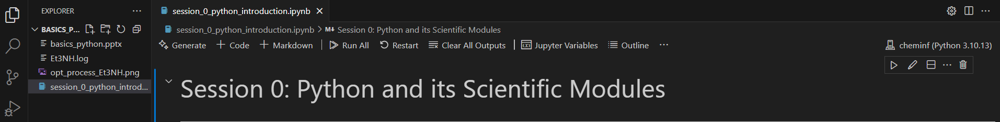 EXPLORER
BASICS_P...
basics_python.pptx
Et3NH.log
opt_process_Et3NH.png
session_0_python_introd...
session_0_python_introduction.ipynb
session_0_python_introduction.ipynb > M↓ Session 0: Python and its Scientific Modules
Generate + Code + Markdown Run All Restart Clear All Outputs Jupyter Variables Outline ... cheminf (Python 3.10.13)
Session 0: Python and its Scientific Modules